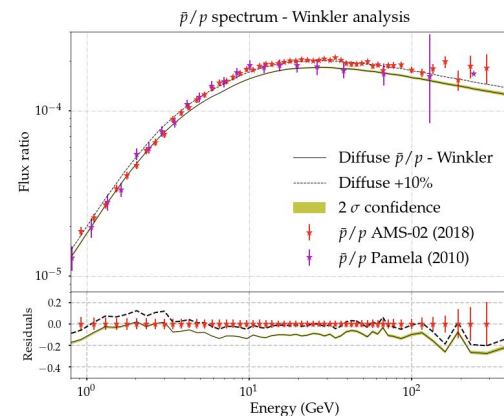 p̄/p spectrum - Winkler analysis
Flux ratio
10⁻⁴
10⁻⁵
Diffuse p̄/p - Winkler
Diffuse +10%
2 σ confidence
p̄/p AMS-02 (2018)
p̄/p Pamela (2010)
Residuals
0.2
0.0
−0.2
−0.4
10⁰
10¹
10²
Energy (GeV)